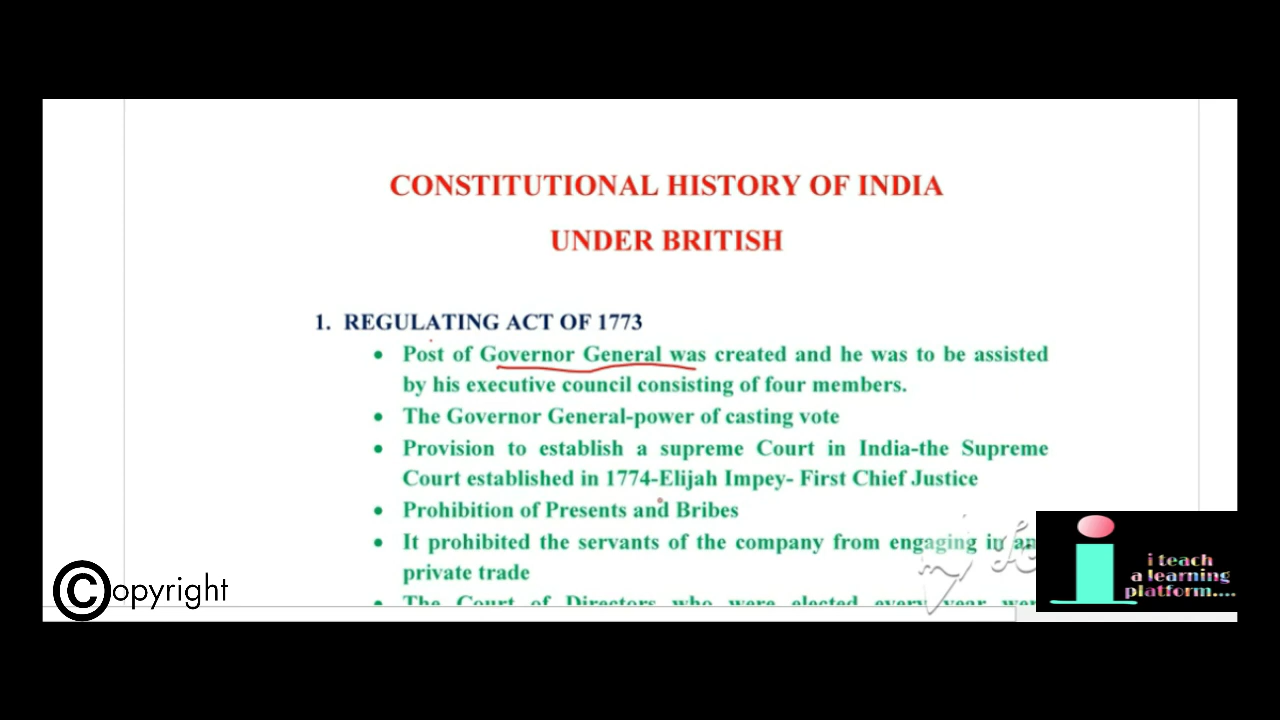 CONSTITUTIONAL HISTORY OF INDIA
UNDER BRITISH
1. REGULATING ACT OF 1773
• Post of Governor General was created and he was to be assisted
by his executive council consisting of four members.
• The Governor General-power of casting vote
• Provision to establish a supreme Court in India-the Supreme
Court established in 1774-Elijah Impey- First Chief Justice
• Prohibition of Presents and Bribes
• It prohibited the servants of the company from engaging in
private trade
• The Court of Directors who were elected every year
Copyright
i teach
a learning
platform....